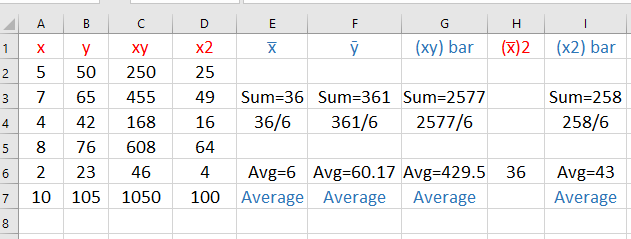 A B C D E F G H I
1 x y xy x2 x̅ ȳ (xy) bar (x̅)2 (x2) bar
2 5 50 250 25
3 7 65 455 49 Sum=36 Sum=361 Sum=2577 Sum=258
4 4 42 168 16 36/6 361/6 2577/6 258/6
5 8 76 608 64
6 2 23 46 4 Avg=6 Avg=60.17 Avg=429.5 36 Avg=43
7 10 105 1050 100 Average Average Average Average
8